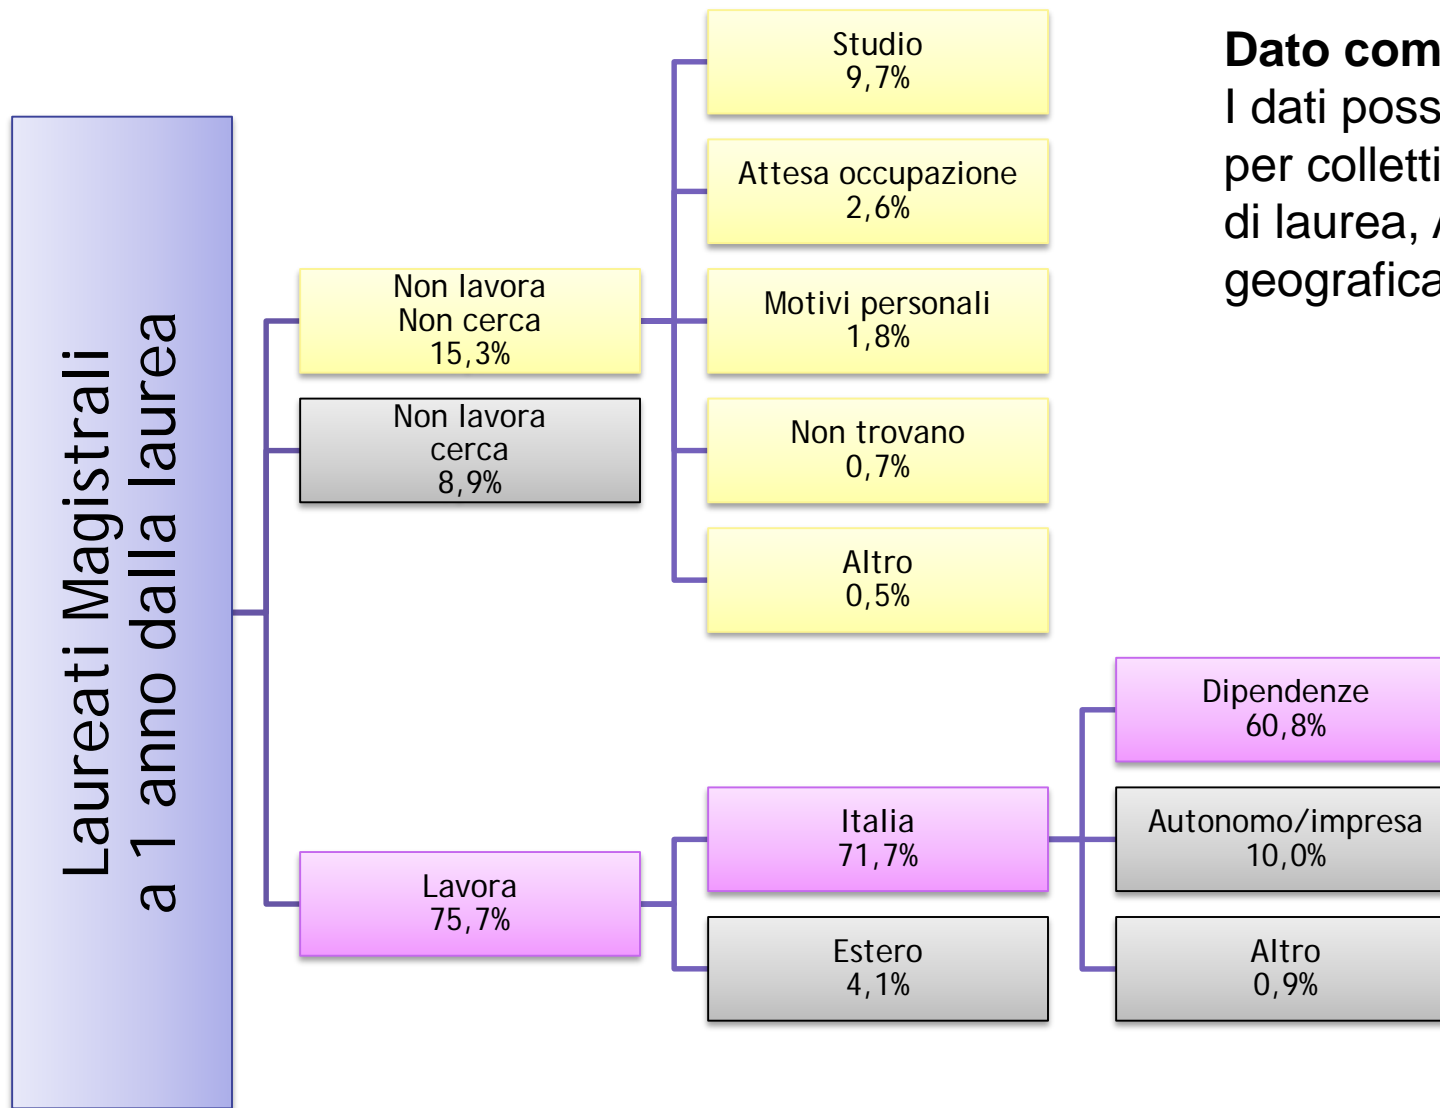 Laureati Magistrali
a 1 anno dalla laurea
Non lavora
Non cerca
15,3%
Non lavora
cerca
8,9%
Lavora
75,7%
Studio
9,7%
Attesa occupazione
2,6%
Motivi personali
1,8%
Non trovano
0,7%
Altro
0,5%
Italia
71,7%
Estero
4,1%
Dipendenze
60,8%
Autonomo/impresa
10,0%
Altro
0,9%
Dato com
I dati poss
per colletti
di laurea,
geografica